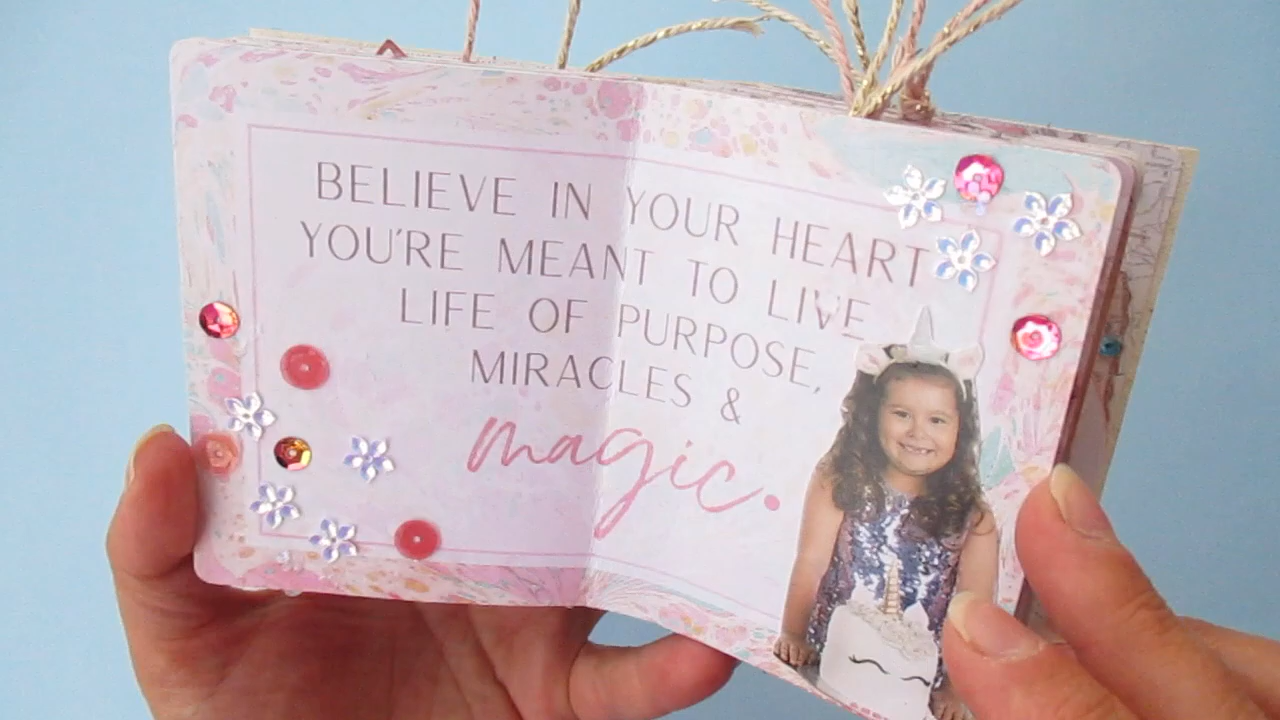 BELIEVE IN YOUR HEART
YOU'RE MEANT TO LIVE
LIFE OF PURPOSE,
MIRACLES &
magic.